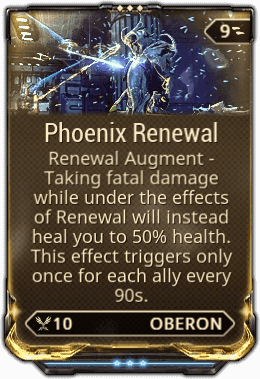 9
Phoenix Renewal
Renewal Augment -
Taking fatal damage
while under the effects
of Renewal will instead
heal you to 50% health.
This effect triggers only
once for each ally every
90s.
10 OBERON